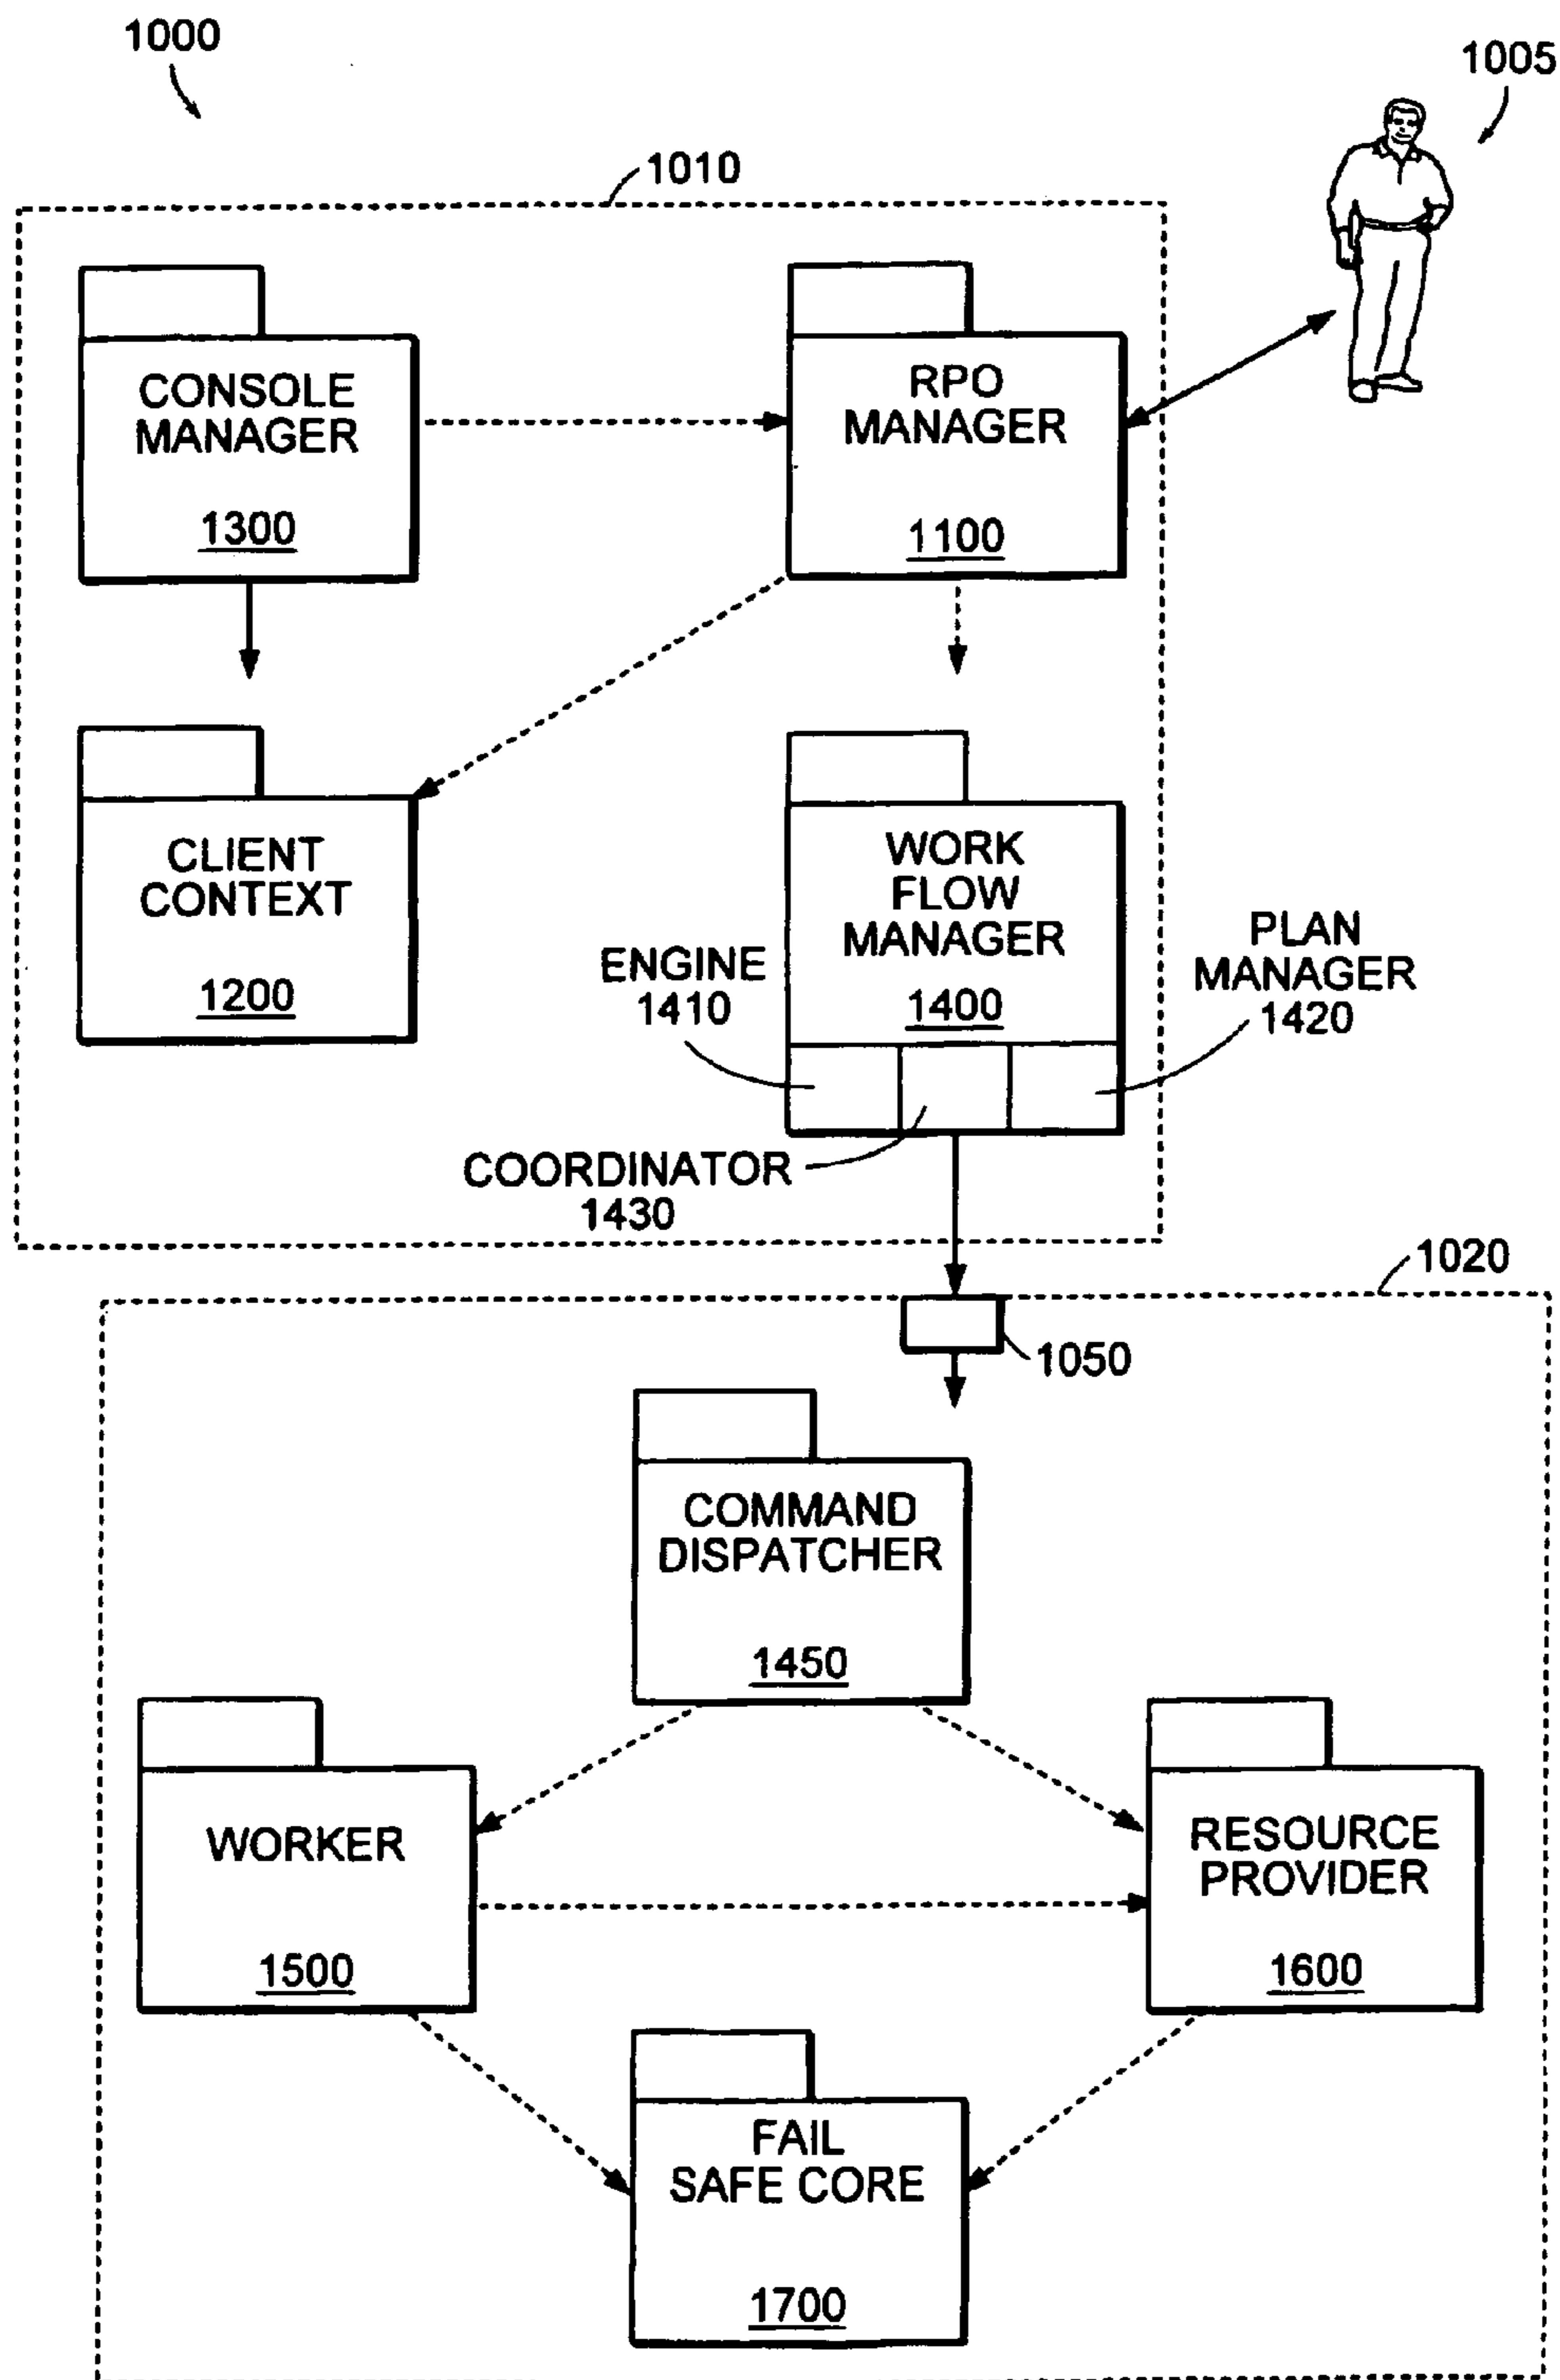 1000
1005
1010
CONSOLE
MANAGER
1300
RPO
MANAGER
1100
CLIENT
CONTEXT
1200
WORK
FLOW
MANAGER
1400
ENGINE
1410
PLAN
MANAGER
1420
COORDINATOR
1430
1020
1050
COMMAND
DISPATCHER
1450
WORKER
1500
RESOURCE
PROVIDER
1600
FAIL
SAFE CORE
1700